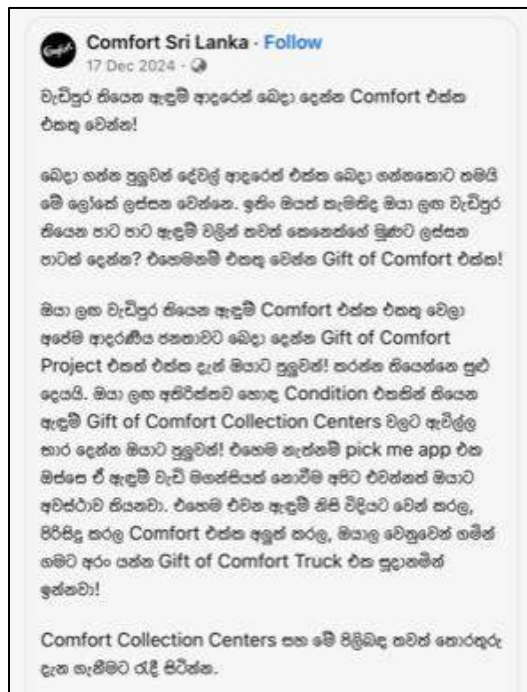 Comfort Sri Lanka · Follow
17 Dec 2024 ·
වැඩිපුර තියෙන ඇඳුම් ආදරෙන් බෙදා දෙන්න Comfort එක්ක
එකතු වෙන්න!
බෙදා ගන්න පුලුවන් දේවල් ආදරෙත් එක්ක බෙදා ගන්නකොට තමයි
මේ ලෝකේ ලස්සන වෙන්නෙ. ඉතිං ඔයත් කැමතිද ඔයා ලඟ වැඩිපුර
තියෙන පාට පාට ඇඳුම් වලින් තවත් කෙනෙක්ගේ මූණට ලස්සන
පාටක් දෙන්න? එහෙමනම් එකතු වෙන්න Gift of Comfort එක්ක!
ඔයා ලඟ වැඩිපුර තියෙන ඇඳුම් Comfort එක්ක එකතු වෙලා
අපේම ආදරණීය ජනතාවට බෙදා දෙන්න Gift of Comfort
Project එකත් එක්ක දැන් ඔයාට පුලුවන්! කරන්න තියෙන්නෙ සුළු
දෙයයි. ඔයා ලඟ අතිරික්තව හොඳ Condition එකකින් තියෙන
ඇඳුම් Gift of Comfort Collection Centers වලට ඇවිල්ල
භාර දෙන්න ඔයාට පුලුවන්! එහෙම නැත්නම් pick me app එක
ඔස්සෙ ඒ ඇඳුම් වැඩි මගන්සියක් නොවීම අපිට එවන්නත් ඔයාට
අවස්ථාව තියනවා. එහෙම එවන ඇඳුම් නිසි විදියට වෙන් කරල,
පිරිසිදු කරල Comfort එක්ක අලුත් කරල, ඔයාල වෙනුවෙන් ගමින්
ගමට අරං යන්න Gift of Comfort Truck එක සූදානමින්
ඉන්නවා!
Comfort Collection Centers සහ මේ පිලිබඳ තවත් තොරතුරු
දැන ගැනීමට රැඳී සිටින්න.